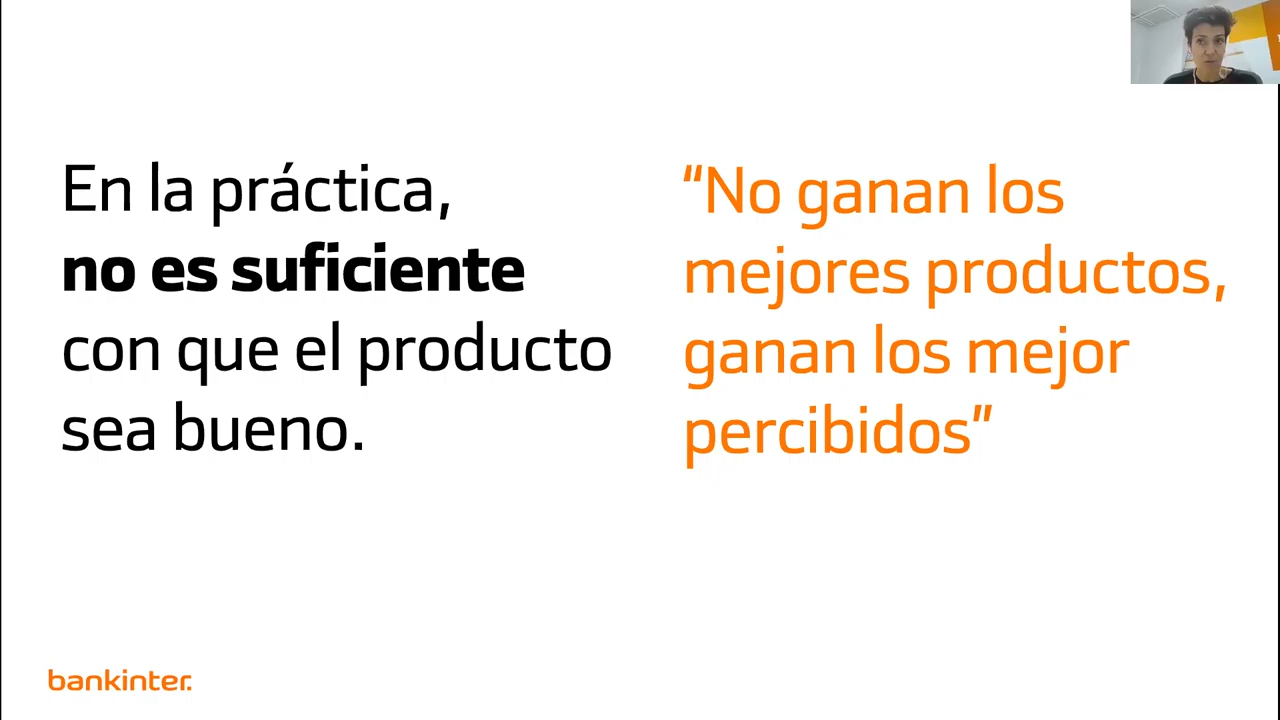 En la práctica,
no es suficiente
con que el producto
sea bueno.
“No ganan los
mejores productos,
ganan los mejor
percibidos”
bankinter.